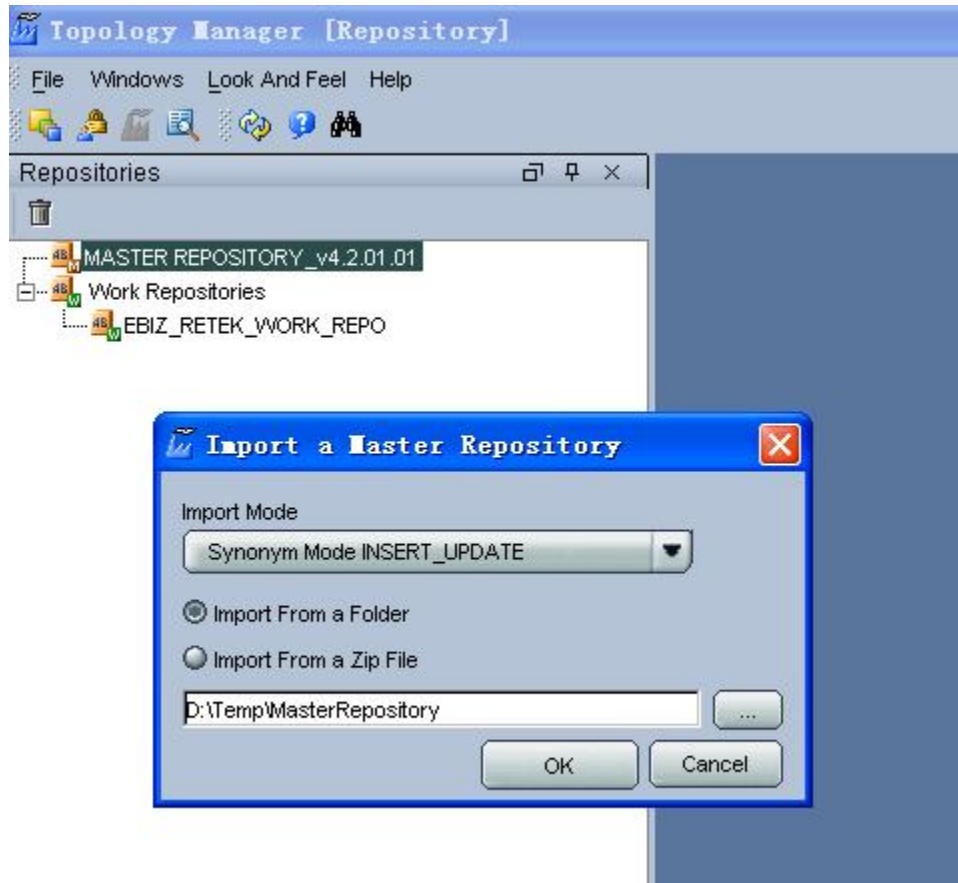 Topology Manager [Repository]
File Windows Look And Feel Help
Repositories
MASTER REPOSITORY_v4.2.01.01
Work Repositories
EBIZ_RETEK_WORK_REPO
Import a Master Repository
Import Mode
Synonym Mode INSERT_UPDATE
Import From a Folder
Import From a Zip File
D:\Temp\MasterRepository
...
OK Cancel